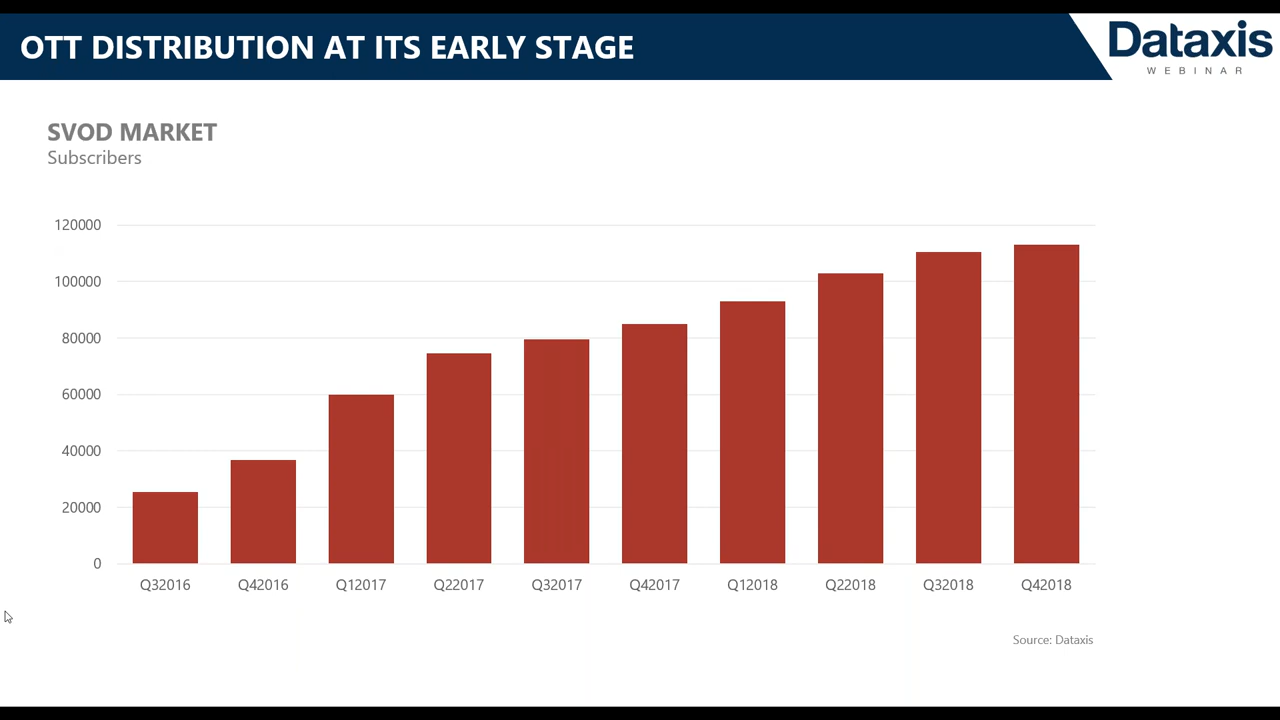 OTT DISTRIBUTION AT ITS EARLY STAGE
Dataxis
WEBINAR
SVOD MARKET
Subscribers
120000
100000
80000
60000
40000
20000
0
Q32016 Q42016 Q12017 Q22017 Q32017 Q42017 Q12018 Q22018 Q32018 Q42018
Source: Dataxis